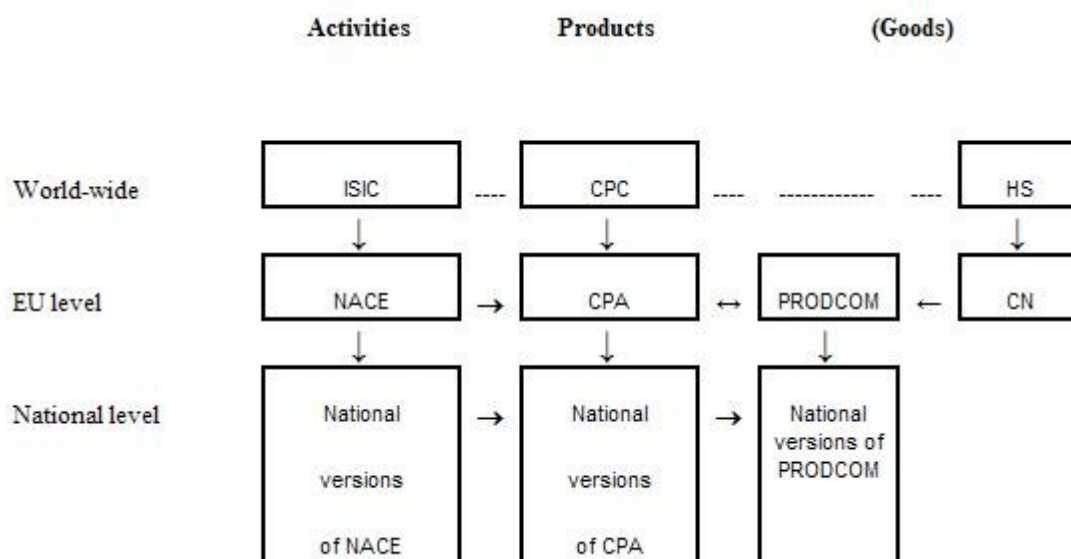 Activities Products (Goods)
World-wide ISIC ---- CPC ---- ------------ ---- HS
↓ ↓ ↓
EU level NACE → CPA ↔ PRODCOM ← CN
↓ ↓ ↓
National level National → National → National
versions of
PRODCOM
versions versions
of NACE of CPA